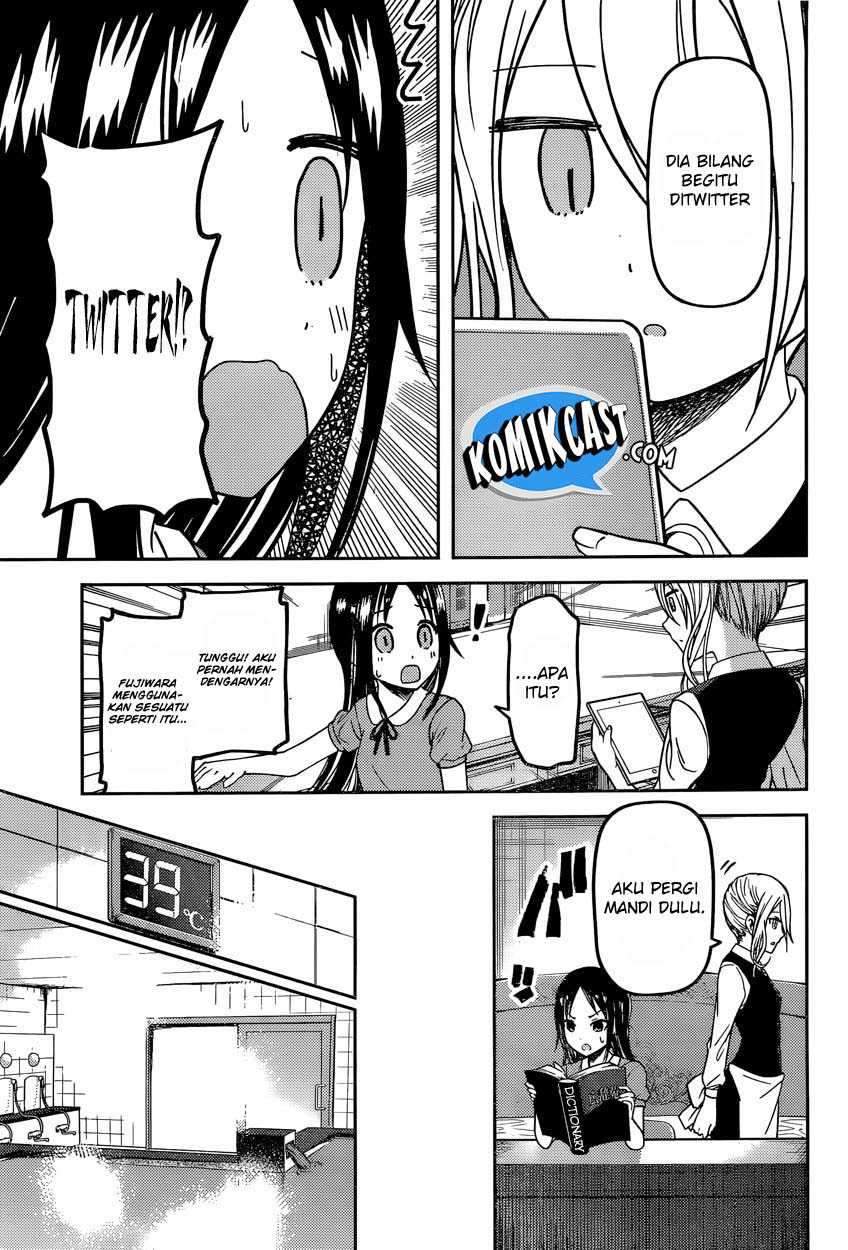 DIA BILANG
BEGITU
DITWITTER
KOMIKCAST
.COM
TWITTER!?
....APA
ITU?
!
TUNGGU! AKU
PERNAH MEN-
DENGARNYA!
FUJIWARA
MENGGUNA-
KAN SESUATU
SEPERTI ITU...
AKU PERGI
MANDI DULU.
DICTIONARY
39°C